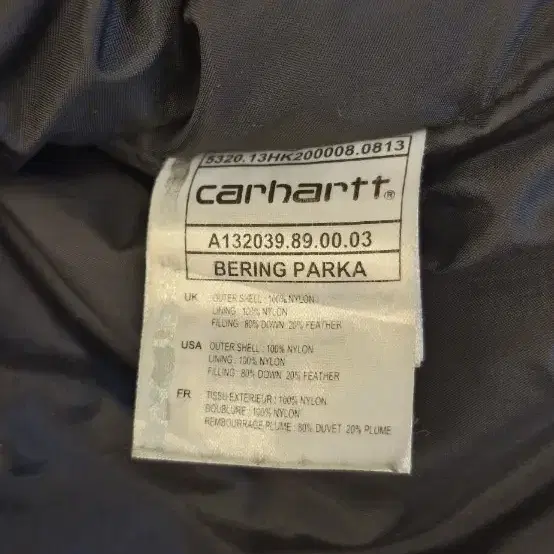 5320.13HK200008.0813
carhartt®
A132039.89.00.03
BERING PARKA
UK OUTER SHELL : 100% NYLON
LINING : 100% NYLON
FILLING : 80% DOWN 20% FEATHER
USA OUTER SHELL : 100% NYLON
LINING : 100% NYLON
FILLING : 80% DOWN 20% FEATHER
FR TISSU EXTERIEUR : 100% NYLON
DOUBLURE : 100% NYLON
REMBOURRAGE PLUME : 80% DUVET 20% PLUME